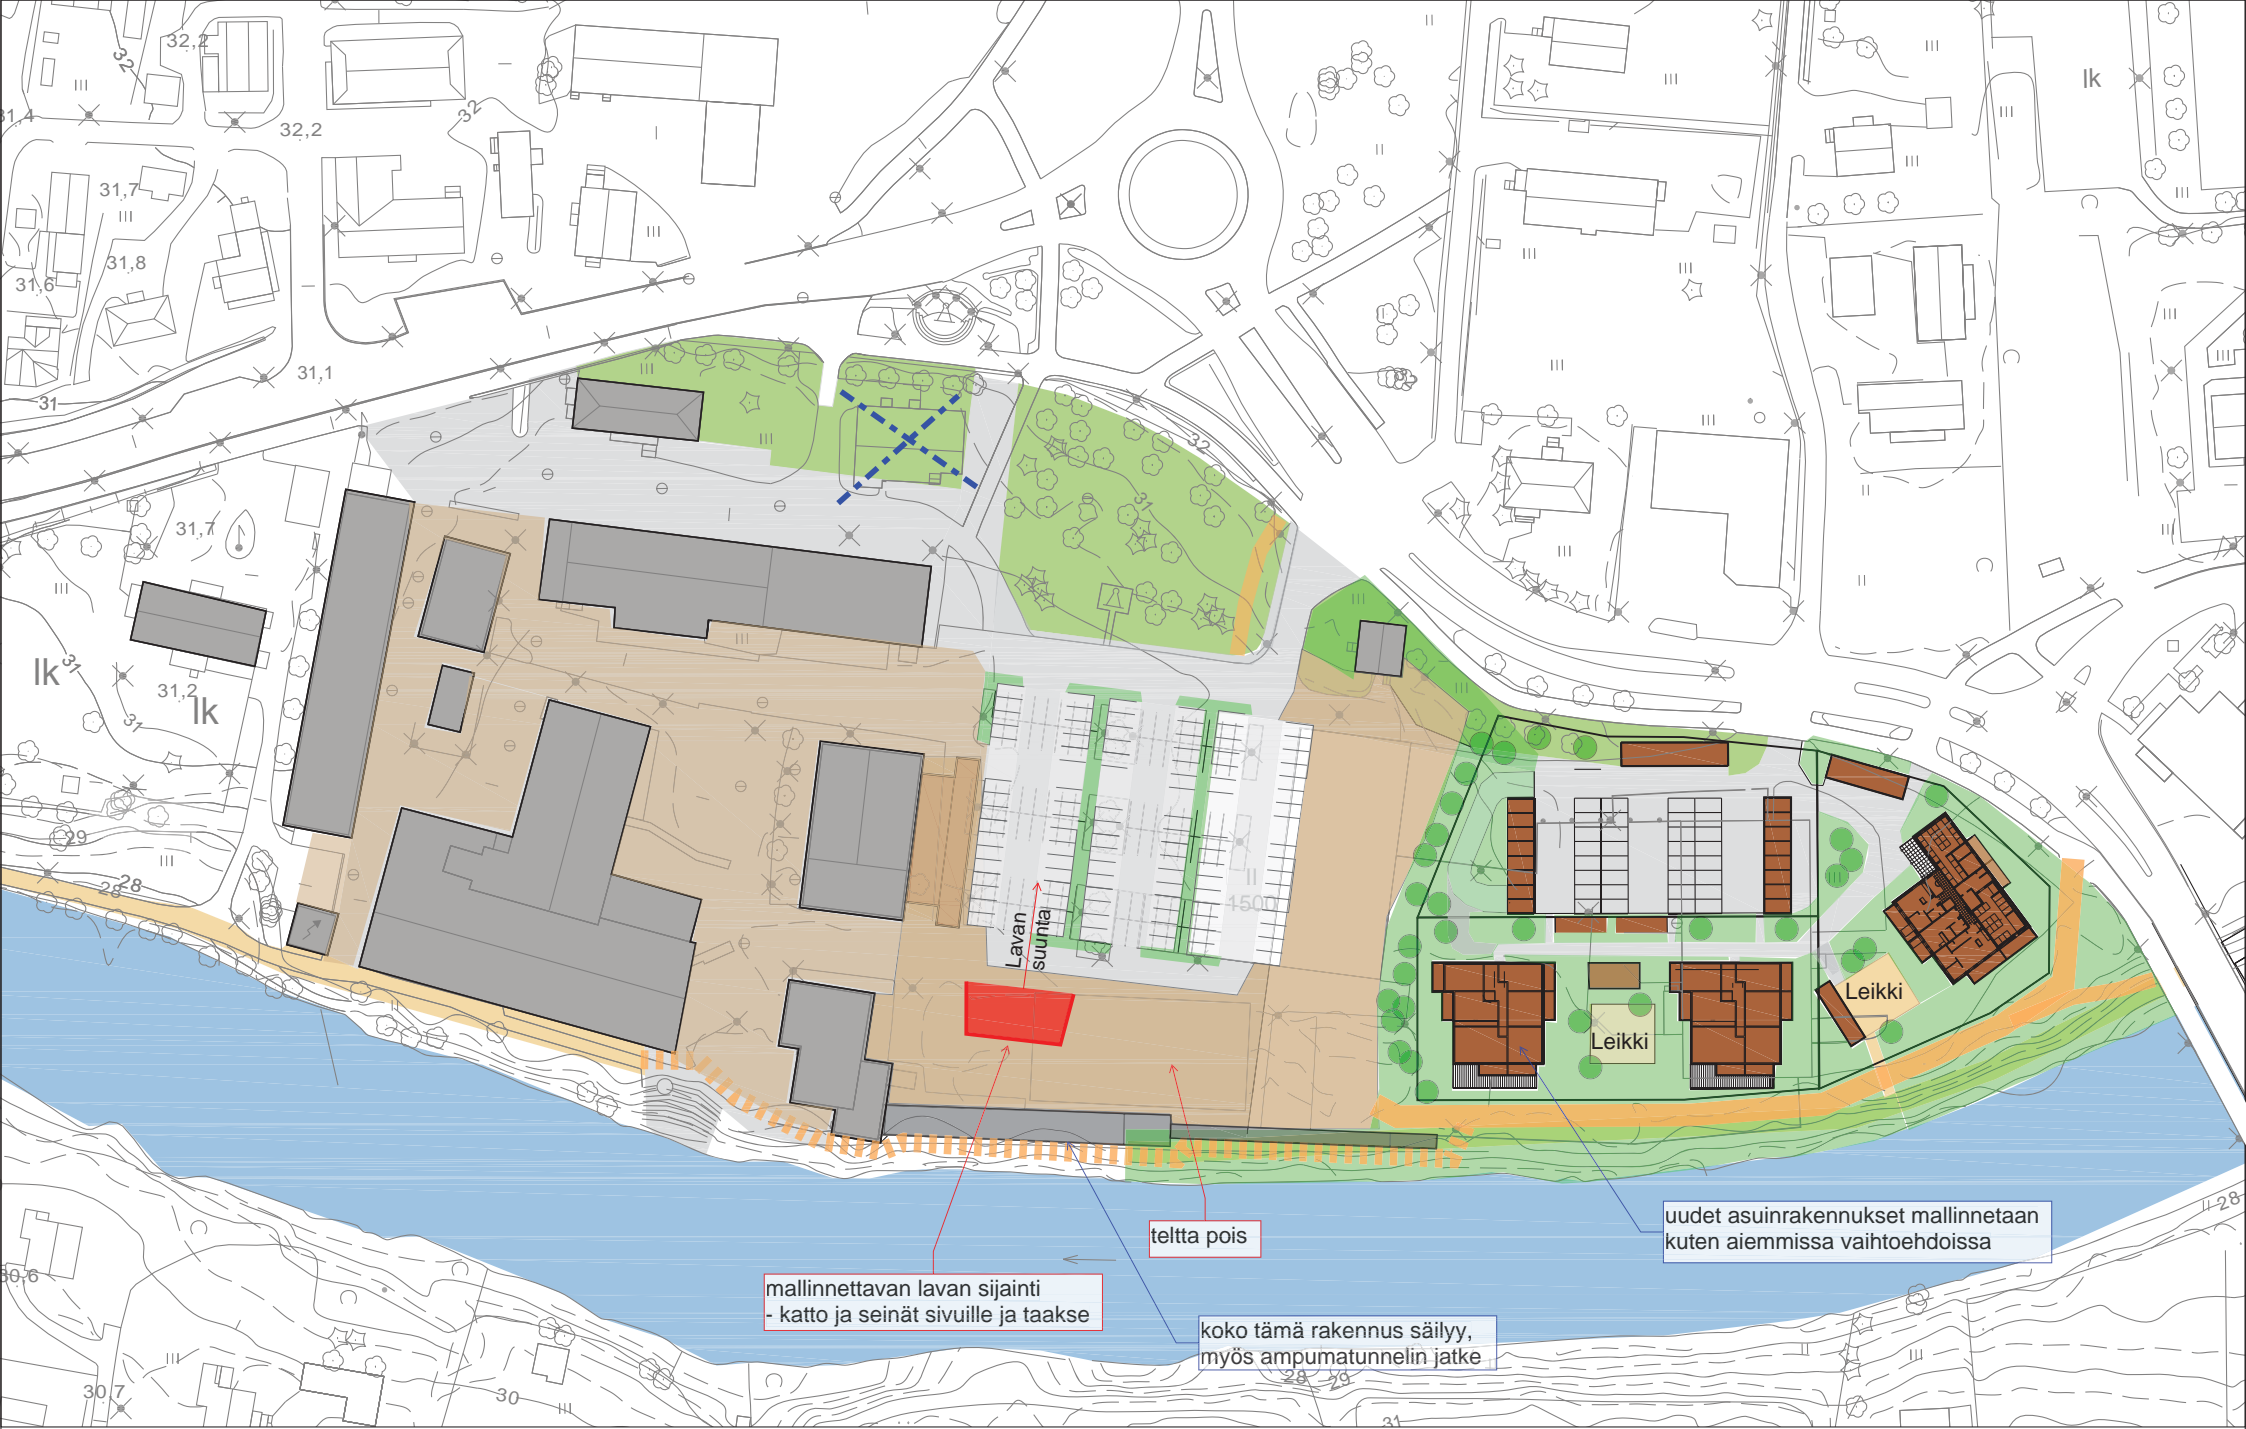 32,2
32
31,4
32,2
32
lk
31,7
31,8
31,6
31,1
31
32
31
31,7
lk
31
31,2
lk
31
29
28
28
II
1500
Lavan
suunta
Leikki
Leikki
uudet asuinrakennukset mallinnetaan
kuten aiemmissa vaihtoehdoissa
teltta pois
mallinnettavan lavan sijainti
- katto ja seinät sivuille ja taakse
koko tämä rakennus säilyy,
myös ampumatunnelin jatke
28
30,6
30,7
30
28
29
31